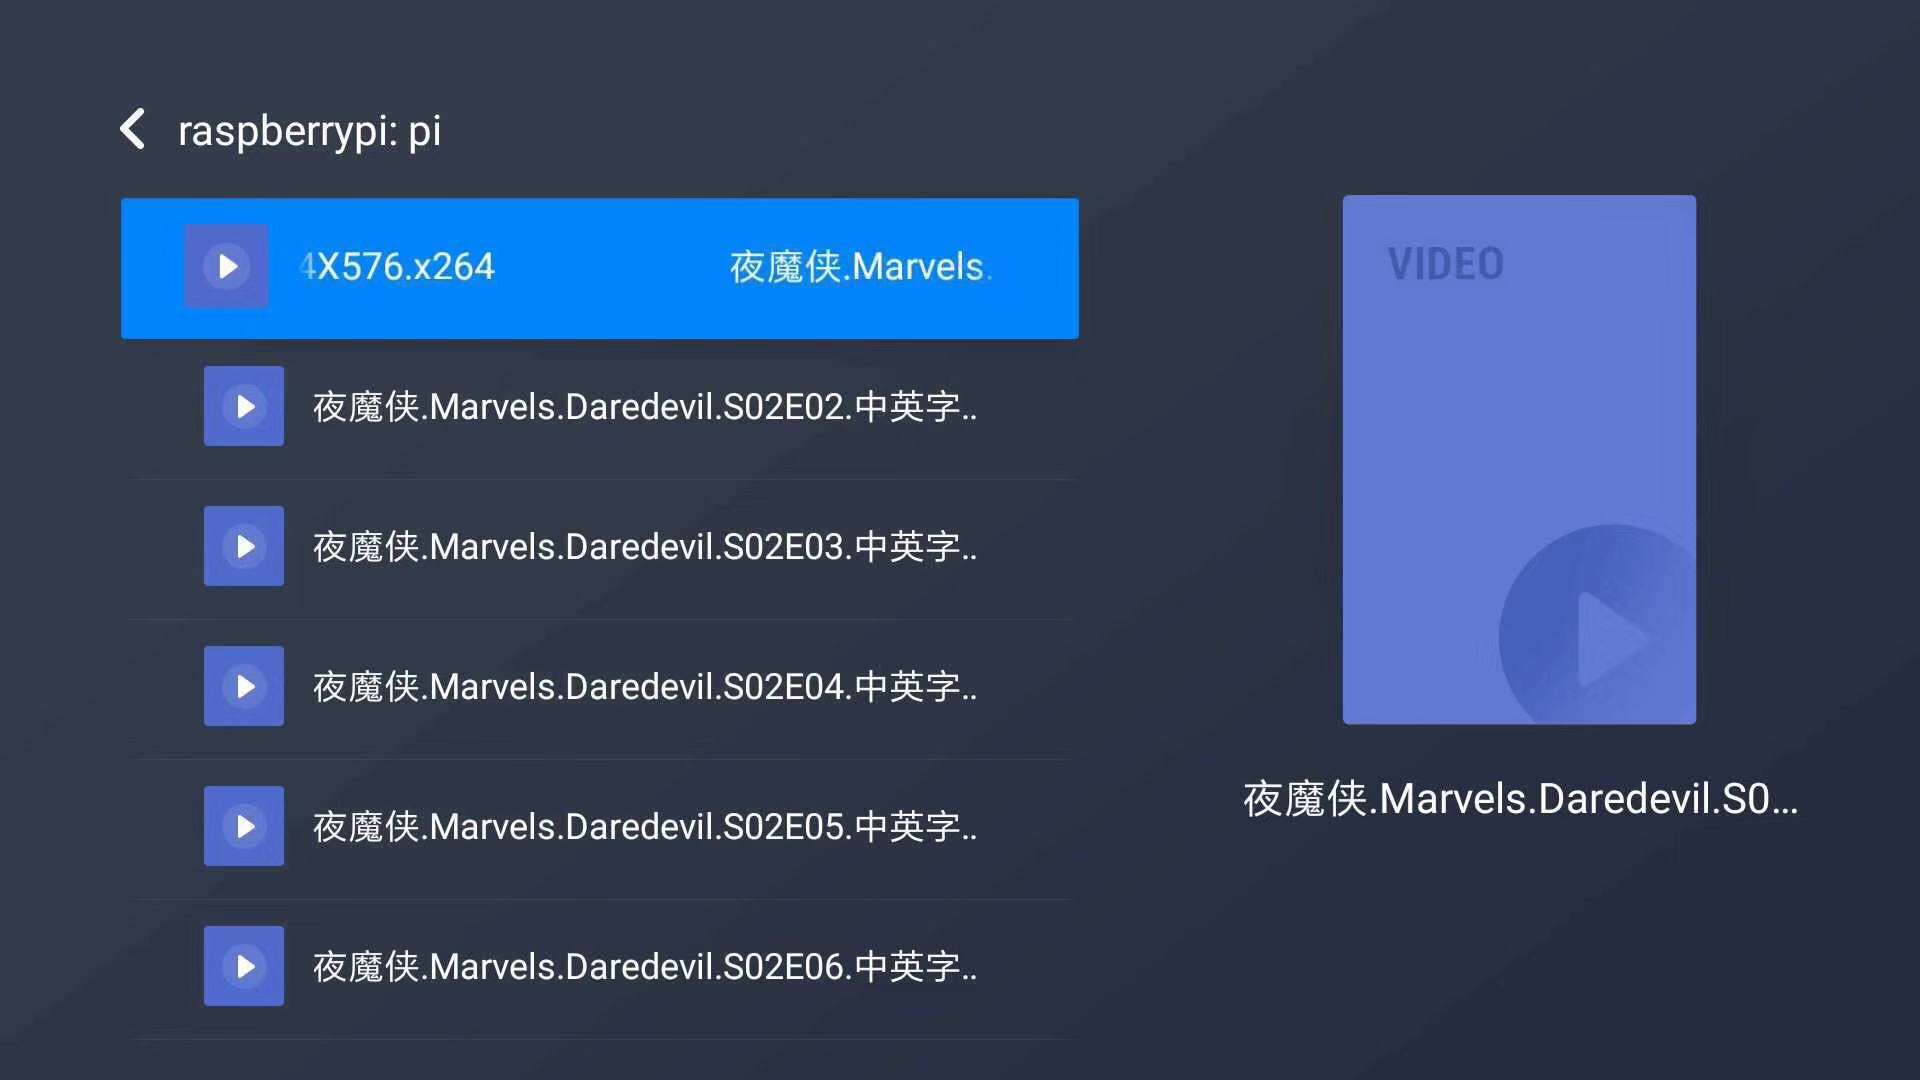 raspberrypi: pi
4X576.x264 夜魔侠.Marvels.
VIDEO
夜魔侠.Marvels.Daredevil.S02E02.中英字..
夜魔侠.Marvels.Daredevil.S02E03.中英字..
夜魔侠.Marvels.Daredevil.S02E04.中英字..
夜魔侠.Marvels.Daredevil.S02E05.中英字..
夜魔侠.Marvels.Daredevil.S02E06.中英字..
夜魔侠.Marvels.Daredevil.S0...